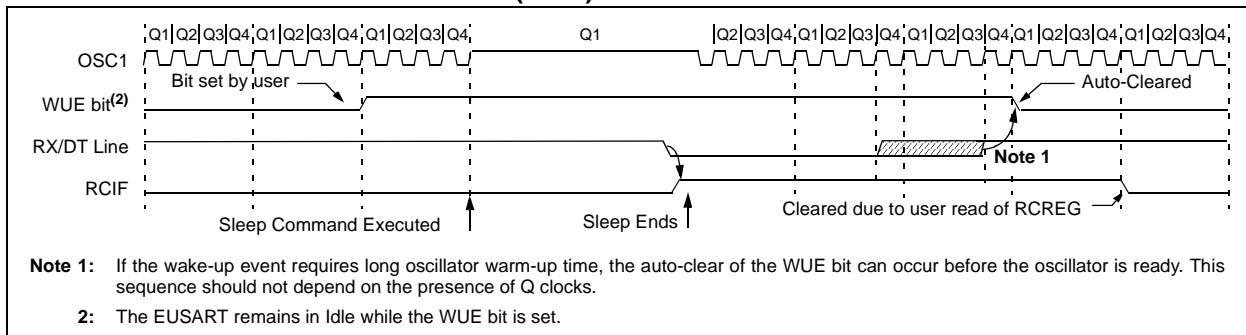 Q1 Q2 Q3 Q4 Q1 Q2 Q3 Q4 Q1 Q2 Q3 Q4 Q1 Q2 Q3 Q4 Q1 Q2 Q3 Q4 Q1 Q2 Q3 Q4 Q1 Q2 Q3 Q4 Q1 Q2 Q3 Q4
OSC1
Bit set by user
Auto-Cleared
WUE bit(2)
RX/DT Line
Note 1
RCIF
Cleared due to user read of RCREG
Sleep Command Executed
Sleep Ends
Note 1: If the wake-up event requires long oscillator warm-up time, the auto-clear of the WUE bit can occur before the oscillator is ready. This
sequence should not depend on the presence of Q clocks.
2: The EUSART remains in Idle while the WUE bit is set.